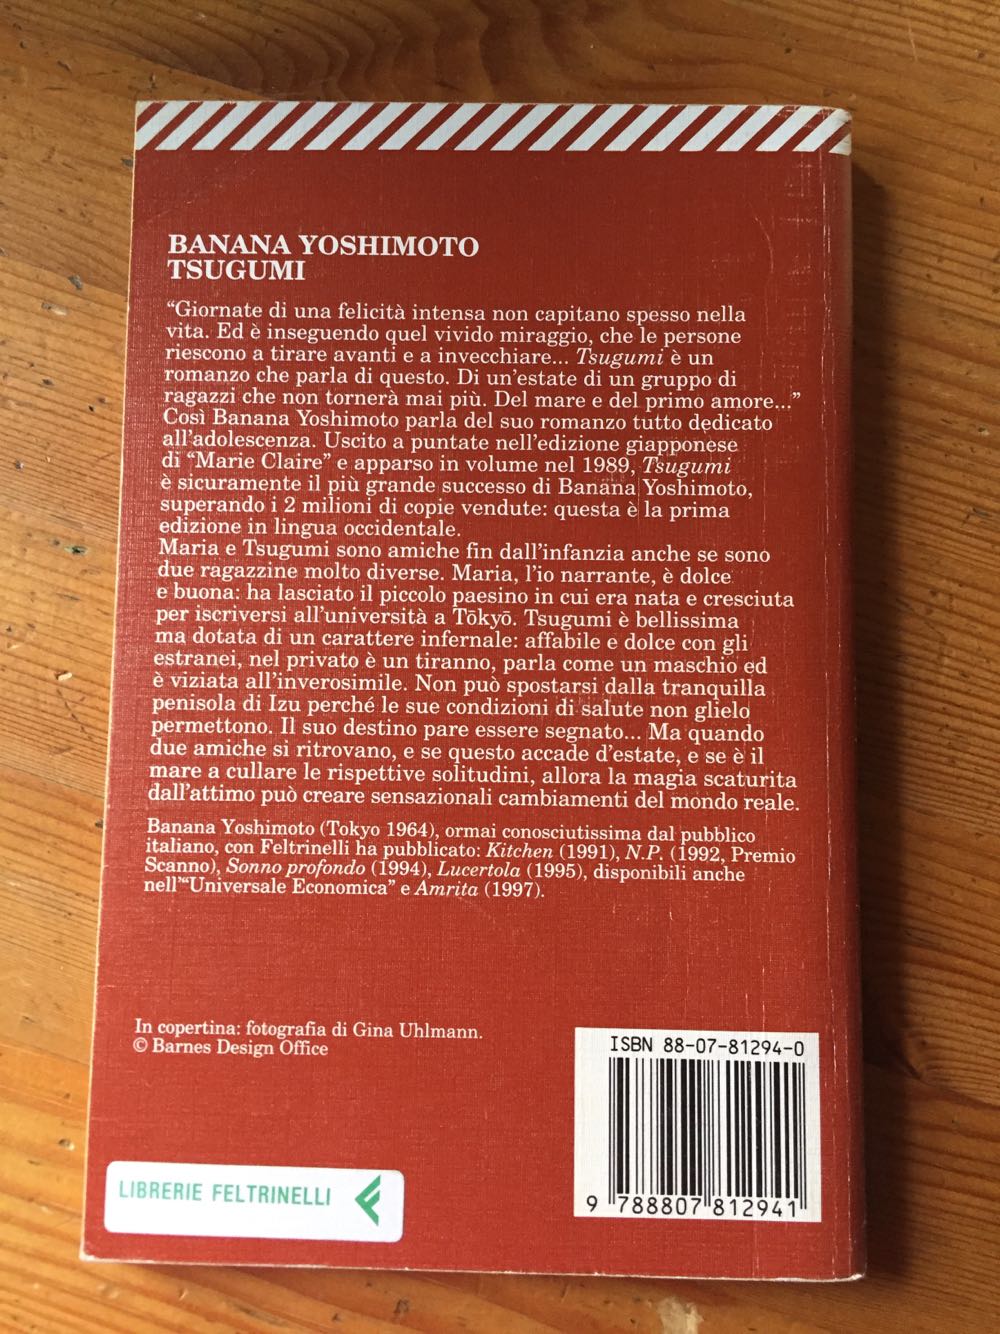 BANANA YOSHIMOTO
TSUGUMI
“Giornate di una felicità intensa non capitano spesso nella
vita. Ed è inseguendo quel vivido miraggio, che le persone
riescono a tirare avanti e a invecchiare... Tsugumi è un
romanzo che parla di questo. Di un’estate di un gruppo di
ragazzi che non tornerà mai più. Del mare e del primo amore...”
Così Banana Yoshimoto parla del suo romanzo tutto dedicato
all’adolescenza. Uscito a puntate nell’edizione giapponese
di “Marie Claire” e apparso in volume nel 1989, Tsugumi
è sicuramente il più grande successo di Banana Yoshimoto,
superando i 2 milioni di copie vendute: questa è la prima
edizione in lingua occidentale.
Maria e Tsugumi sono amiche fin dall’infanzia anche se sono
due ragazzine molto diverse. Maria, l’io narrante, è dolce
e buona: ha lasciato il piccolo paesino in cui era nata e cresciuta
per iscriversi all’università a Tōkyō. Tsugumi è bellissima
ma dotata di un carattere infernale: affabile e dolce con gli
estranei, nel privato è un tiranno, parla come un maschio ed
è viziata all’inverosimile. Non può spostarsi dalla tranquilla
penisola di Izu perché le sue condizioni di salute non glielo
permettono. Il suo destino pare essere segnato... Ma quando
due amiche si ritrovano, e se questo accade d’estate, e se è il
mare a cullare le rispettive solitudini, allora la magia scaturita
dall’attimo può creare sensazionali cambiamenti del mondo reale.
Banana Yoshimoto (Tokyo 1964), ormai conosciutissima dal pubblico
italiano, con Feltrinelli ha pubblicato: Kitchen (1991), N.P. (1992, Premio
Scanno), Sonno profondo (1994), Lucertola (1995), disponibili anche
nell’“Universale Economica” e Amrita (1997).
In copertina: fotografia di Gina Uhlmann.
© Barnes Design Office
ISBN 88-07-81294-0
9 788807 812941
LIBRERIE FELTRINELLI